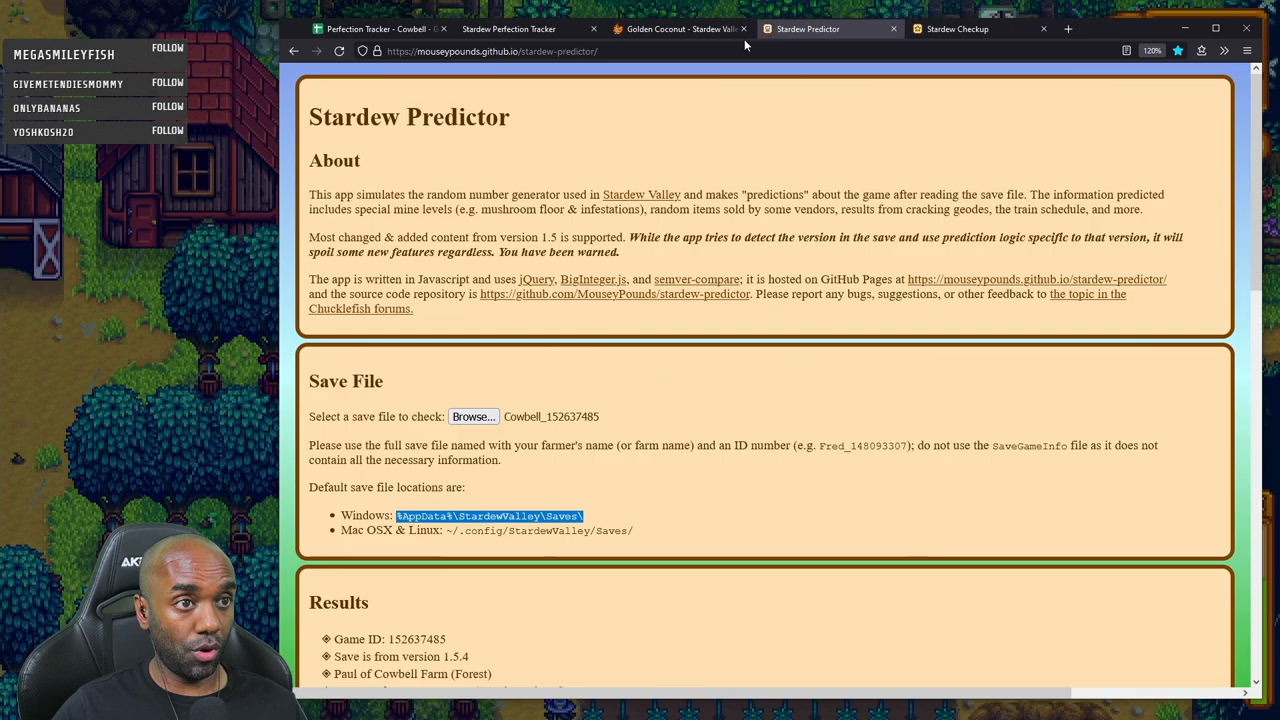 MEGASMILEYFISH FOLLOW
GIVEMETENDIESMOMMY FOLLOW
ONLYBANANAS FOLLOW
YOSHKOSH20 FOLLOW
Perfection Tracker - Cowbell - G
Stardew Perfection Tracker
Golden Coconut - Stardew Valle
Stardew Predictor
Stardew Checkup
https://mouseypounds.github.io/stardew-predictor/
120%
Stardew Predictor
About
This app simulates the random number generator used in Stardew Valley and makes "predictions" about the game after reading the save file. The information predicted
includes special mine levels (e.g. mushroom floor & infestations), random items sold by some vendors, results from cracking geodes, the train schedule, and more.
Most changed & added content from version 1.5 is supported. While the app tries to detect the version in the save and use prediction logic specific to that version, it will
spoil some new features regardless. You have been warned.
The app is written in Javascript and uses jQuery, BigInteger.js, and semver-compare; it is hosted on GitHub Pages at https://mouseypounds.github.io/stardew-predictor/
and the source code repository is https://github.com/MouseyPounds/stardew-predictor. Please report any bugs, suggestions, or other feedback to the topic in the
Chucklefish forums.
Save File
Select a save file to check: Browse... Cowbell_152637485
Please use the full save file named with your farmer's name (or farm name) and an ID number (e.g. Fred_148093307); do not use the SaveGameInfo file as it does not
contain all the necessary information.
Default save file locations are:
Windows: %AppData%\StardewValley\Saves\
Mac OSX & Linux: ~/.config/StardewValley/Saves/
Results
Game ID: 152637485
Save is from version 1.5.4
Paul of Cowbell Farm (Forest)